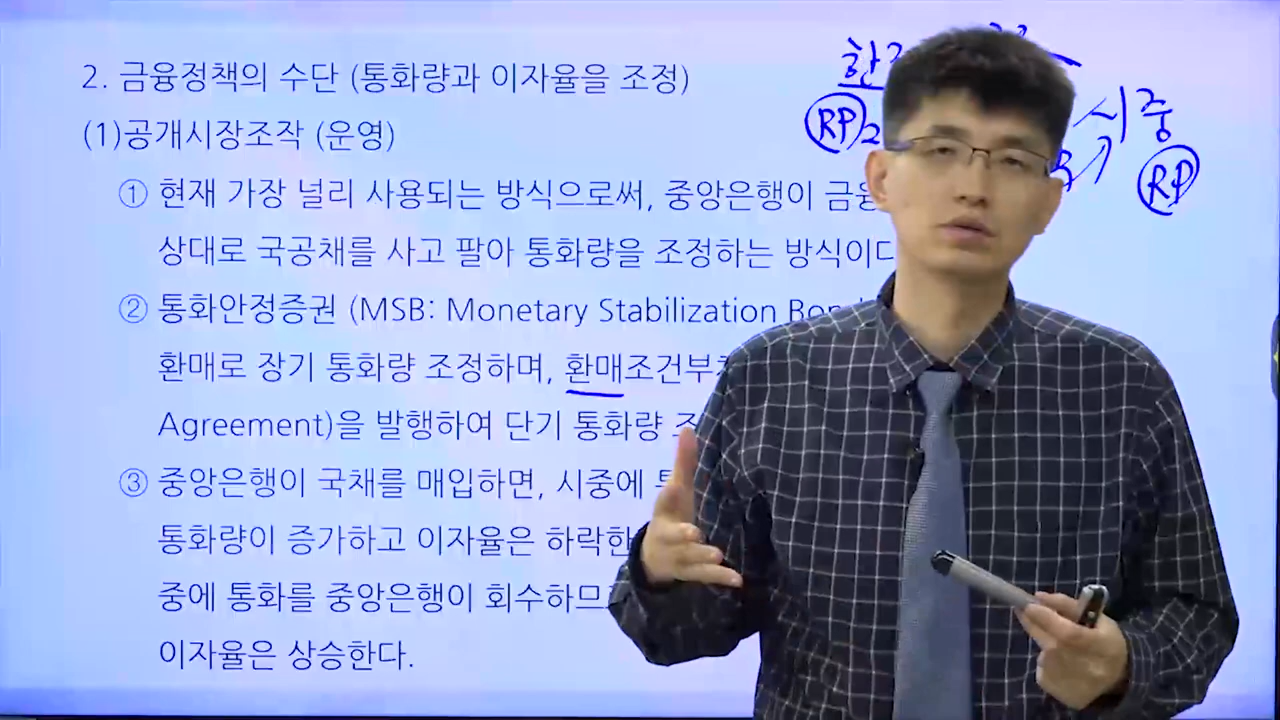 2. 금융정책의 수단 (통화량과 이자율을 조정)
(1)공개시장조작 (운영)
① 현재 가장 널리 사용되는 방식으로써, 중앙은행이
상대로 국공채를 사고 팔아 통화량을 조정하는 방식이다
② 통화안정증권 (MSB: Monetary Stabilization
환매로 장기 통화량 조정하며, 환매조건부
Agreement)을 발행하여 단기 통화량
③ 중앙은행이 국채를 매입하면, 시중에
통화량이 증가하고 이자율은 하락한
중에 통화를 중앙은행이 회수하므로
이자율은 상승한다.
RP
시중
RP